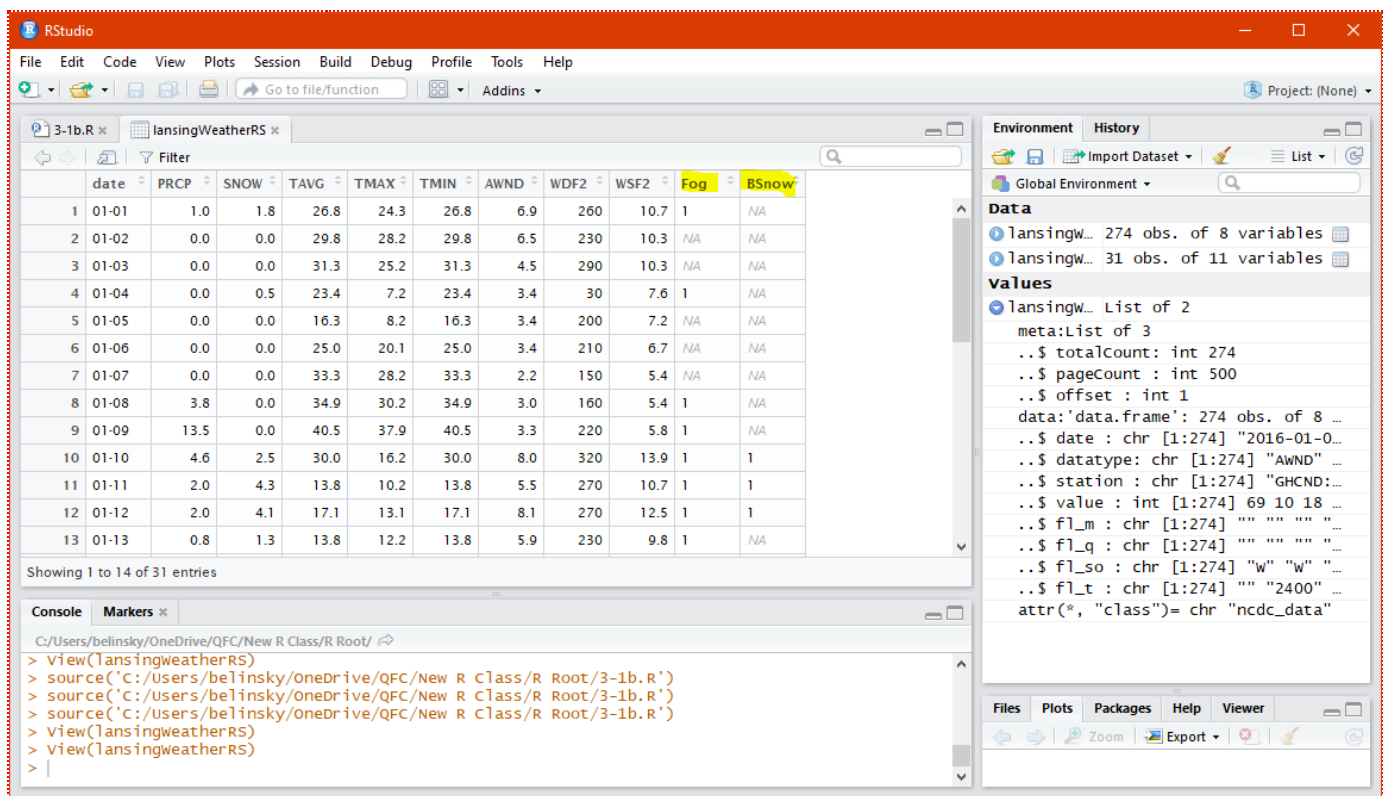 RStudio
File Edit Code View Plots Session Build Debug Profile Tools Help
Go to file/function Addins Project: (None)
3-1b.R lansingWeatherRS
Filter
date PRCP SNOW TAVG TMAX TMIN AWND WDF2 WSF2 Fog BSnow
1 01-01 1.0 1.8 26.8 24.3 26.8 6.9 260 10.7 1 NA
2 01-02 0.0 0.0 29.8 28.2 29.8 6.5 230 10.3 NA NA
3 01-03 0.0 0.0 31.3 25.2 31.3 4.5 290 10.3 NA NA
4 01-04 0.0 0.5 23.4 7.2 23.4 3.4 30 7.6 1 NA
5 01-05 0.0 0.0 16.3 8.2 16.3 3.4 200 7.2 NA NA
6 01-06 0.0 0.0 25.0 20.1 25.0 3.4 210 6.7 NA NA
7 01-07 0.0 0.0 33.3 28.2 33.3 2.2 150 5.4 NA NA
8 01-08 3.8 0.0 34.9 30.2 34.9 3.0 160 5.4 1 NA
9 01-09 13.5 0.0 40.5 37.9 40.5 3.3 220 5.8 1 NA
10 01-10 4.6 2.5 30.0 16.2 30.0 8.0 320 13.9 1 1
11 01-11 2.0 4.3 13.8 10.2 13.8 5.5 270 10.7 1 1
12 01-12 2.0 4.1 17.1 13.1 17.1 8.1 270 12.5 1 1
13 01-13 0.8 1.3 13.8 12.2 13.8 5.9 230 9.8 1 NA
Showing 1 to 14 of 31 entries
Console Markers
C:/Users/belinsky/OneDrive/QFC/New R Class/R Root/
> View(lansingWeatherRS)
> source('C:/Users/belinsky/OneDrive/QFC/New R Class/R Root/3-1b.R')
> source('C:/Users/belinsky/OneDrive/QFC/New R Class/R Root/3-1b.R')
> source('C:/Users/belinsky/OneDrive/QFC/New R Class/R Root/3-1b.R')
> View(lansingWeatherRS)
> View(lansingWeatherRS)
>
Environment History
Import Dataset List
Global Environment
Data
lansingW… 274 obs. of 8 variables
lansingW… 31 obs. of 11 variables
Values
lansingW… List of 2
meta:List of 3
..$ totalCount: int 274
..$ pageCount : int 500
..$ offset : int 1
data:'data.frame': 274 obs. of 8 …
..$ date : chr [1:274] "2016-01-0…
..$ datatype: chr [1:274] "AWND" …
..$ station : chr [1:274] "GHCND:…
..$ value : int [1:274] 69 10 18 …
..$ fl_m : chr [1:274] "" "" "" "…
..$ fl_q : chr [1:274] "" "" "" "…
..$ fl_so : chr [1:274] "W" "W" "…
..$ fl_t : chr [1:274] "" "2400" …
attr(*, "class")= chr "ncdc_data"
Files Plots Packages Help Viewer
Zoom Export